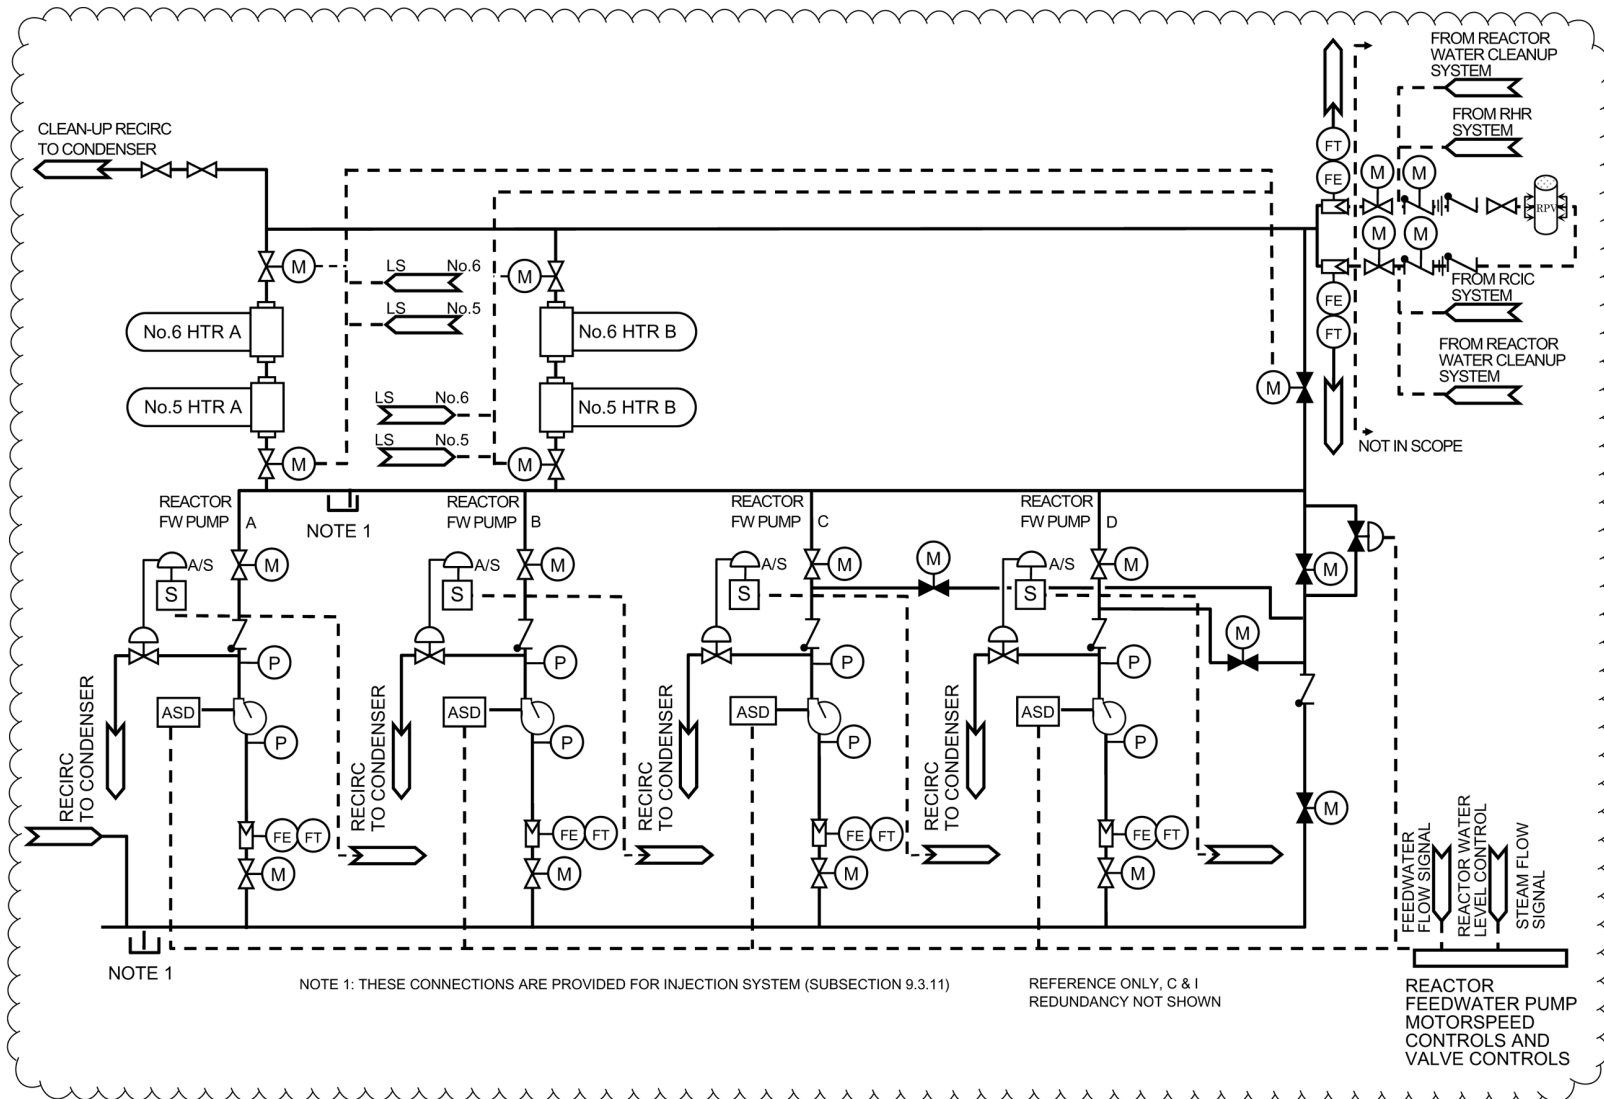 FROM REACTOR
WATER CLEANUP
SYSTEM
FROM RHR
SYSTEM
CLEAN-UP RECIRC
TO CONDENSER
FT
FE
M
M
RPV
M
M
M
LS No.6
M
FROM RCIC
SYSTEM
LS No.5
FE
FT
No.6 HTR A
No.6 HTR B
FROM REACTOR
WATER CLEANUP
SYSTEM
M
No.5 HTR A
LS No.6
No.5 HTR B
LS No.5
NOT IN SCOPE
M
M
REACTOR
FW PUMP A
NOTE 1
REACTOR
FW PUMP B
REACTOR
FW PUMP C
REACTOR
FW PUMP D
A/S
M
A/S
M
A/S
M
M
A/S
M
M
S
S
S
S
M
P
P
P
P
ASD
ASD
ASD
ASD
P
P
P
P
RECIRC
TO CONDENSER
RECIRC
TO CONDENSER
RECIRC
TO CONDENSER
RECIRC
TO CONDENSER
M
FE FT
FE FT
FE FT
FE FT
M
M
M
M
FEEDWATER
FLOW SIGNAL
REACTOR WATER
LEVEL CONTROL
STEAM FLOW
SIGNAL
NOTE 1
NOTE 1: THESE CONNECTIONS ARE PROVIDED FOR INJECTION SYSTEM (SUBSECTION 9.3.11)
REFERENCE ONLY, C & I
REDUNDANCY NOT SHOWN
REACTOR
FEEDWATER PUMP
MOTORSPEED
CONTROLS AND
VALVE CONTROLS